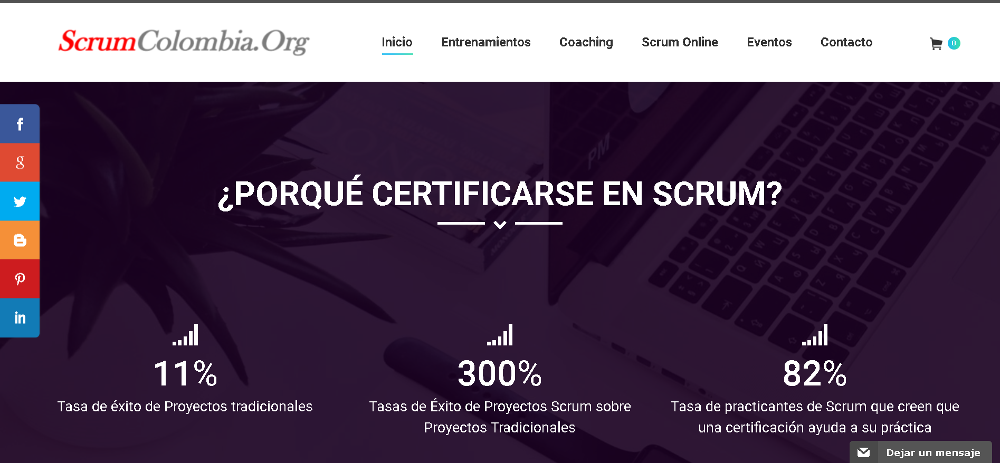 ScrumColombia.Org
Inicio
Entrenamientos
Coaching
Scrum Online
Eventos
Contacto
0
f
g
in
PM
¿PORQUÉ CERTIFICARSE EN SCRUM?
11%
Tasa de éxito de Proyectos tradicionales
300%
Tasas de Éxito de Proyectos Scrum sobre
Proyectos Tradicionales
82%
Tasa de practicantes de Scrum que creen que
una certificación ayuda a su práctica
Dejar un mensaje